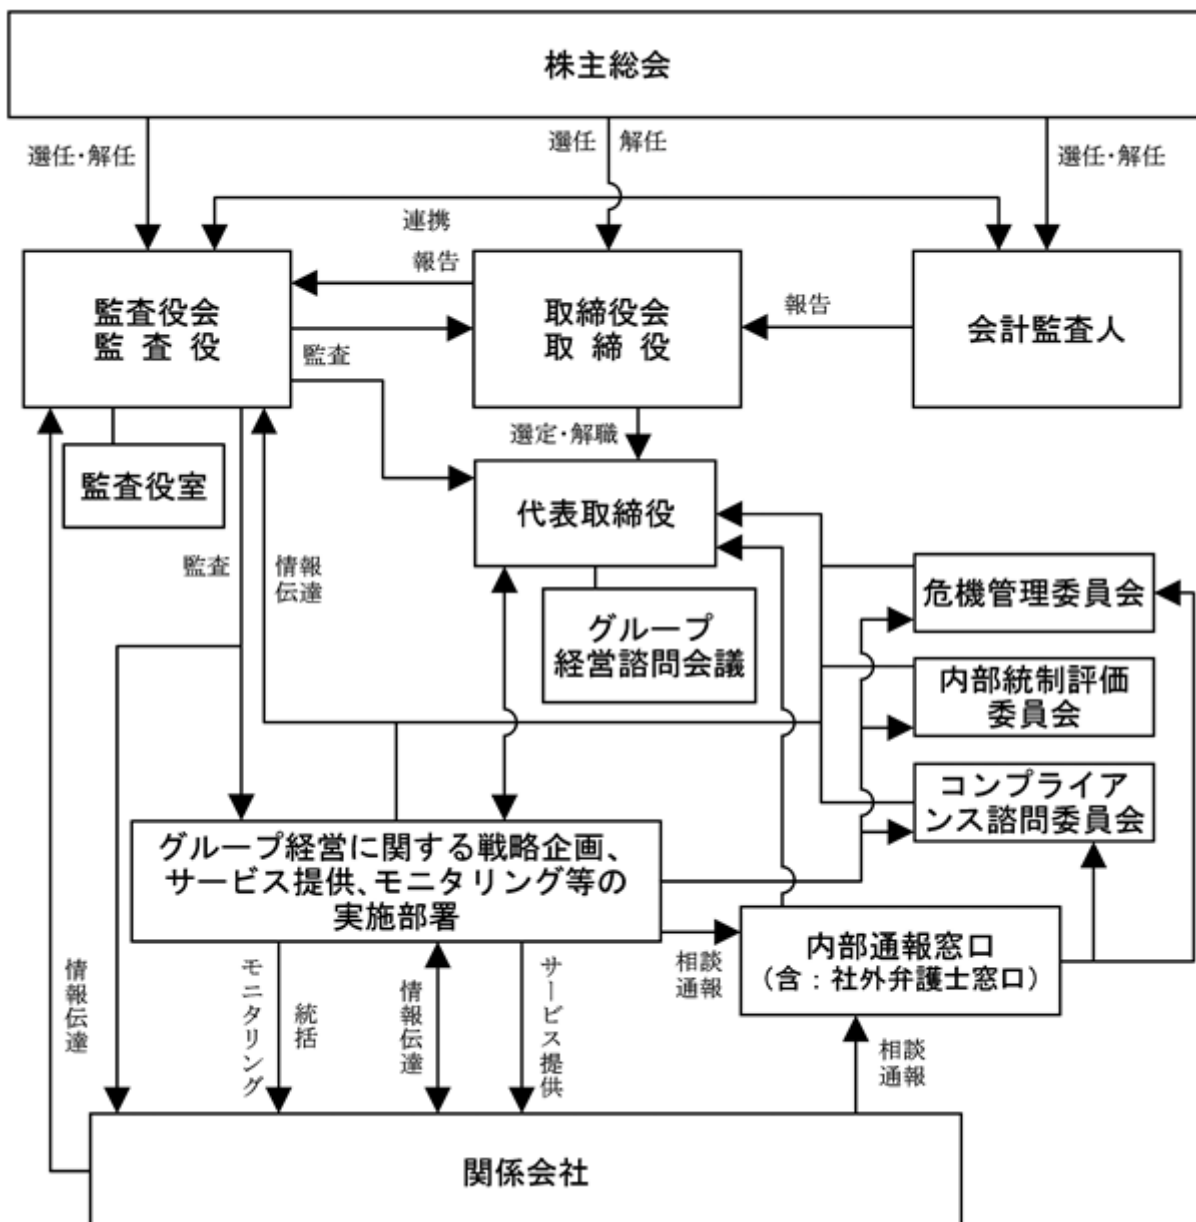 株主総会
選任・解任
選任 解任
選任・解任
連携
報告
監査役会
監査役
取締役会
取締役
報告
会計監査人
監査
選定・解職
監査役室
代表取締役
監査
情報
伝達
グループ
経営諮問会議
危機管理委員会
内部統制評価
委員会
コンプライア
ンス諮問委員会
グループ経営に関する戦略企画、
サービス提供、モニタリング等の
実施部署
相談
通報
内部通報窓口
(含：社外弁護士窓口)
情報伝達
モニタリング
統括
情報伝達
サービス提供
相談
通報
関係会社